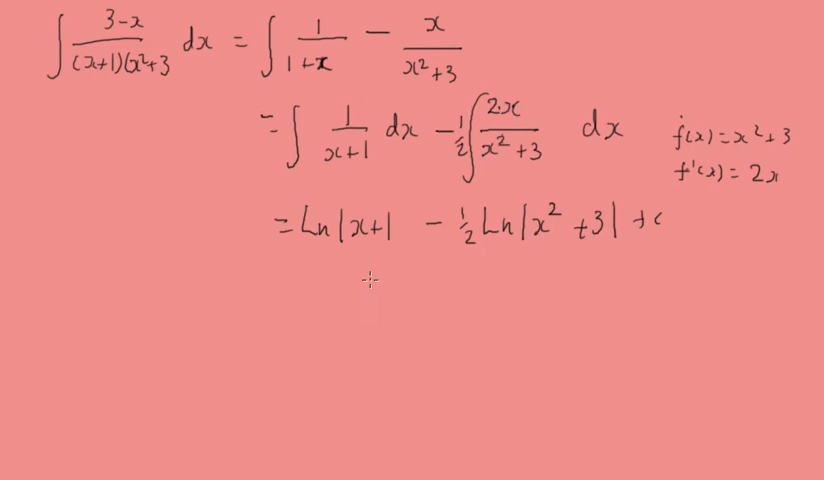 ∫ (3-x)/((x+1)(x²+3) dx = ∫ 1/(1+x) - x/(x²+3)
= ∫ 1/(x+1) dx - ½ ∫ 2x/(x²+3) dx
f(x)=x²+3
f'(x)=2x
= Ln|x+1| - ½ Ln|x²+3| + c